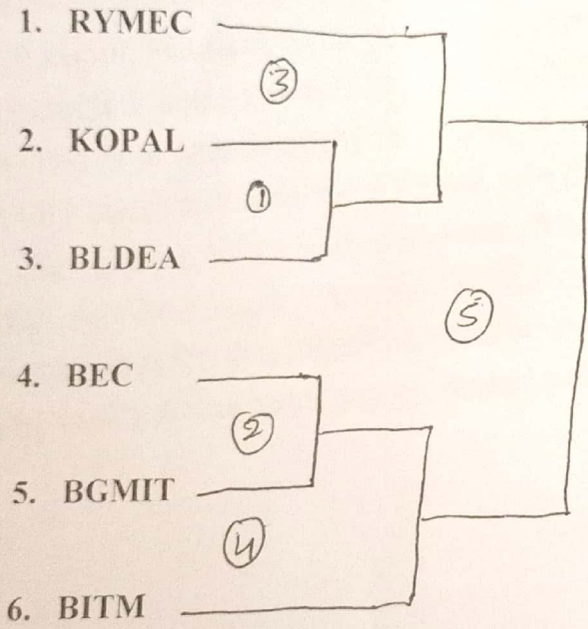 1. RYMEC
③
2. KOPAL
①
3. BLDEA
⑤
4. BEC
②
5. BGMIT
④
6. BITM